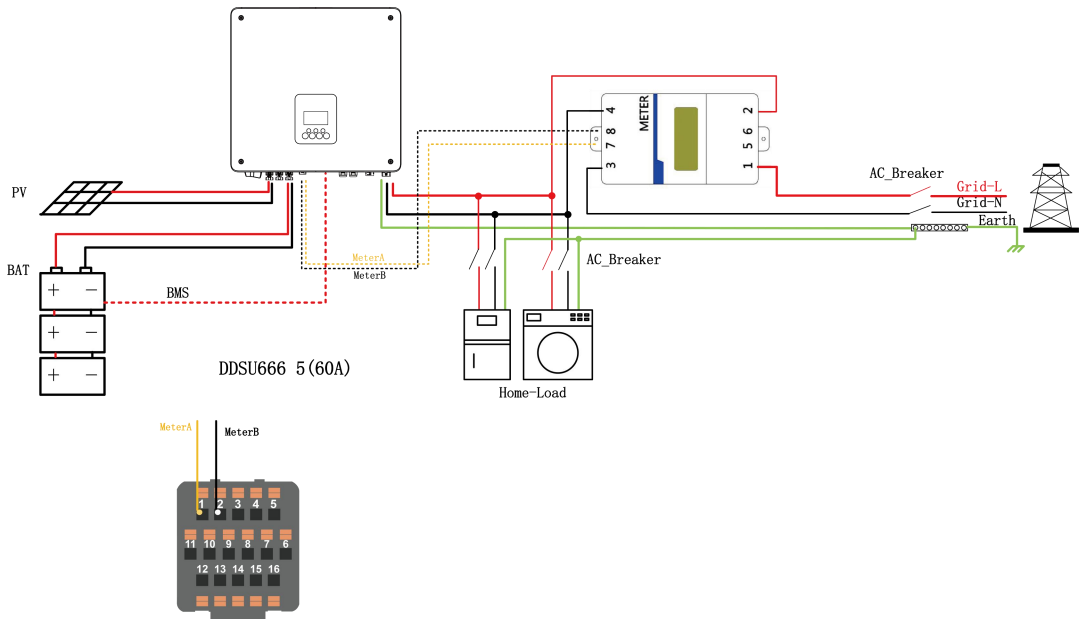 METER
4
8
7
3
2
6
5
1
AC_Breaker
Grid-L
Grid-N
Earth
PV
BAT
MeterA
MeterB
AC_Breaker
BMS
+ −
+ −
+ −
DDSU666 5(60A)
Home-Load
MeterA
MeterB
1 2 3 4 5
11 10 9 8 7 6
12 13 14 15 16